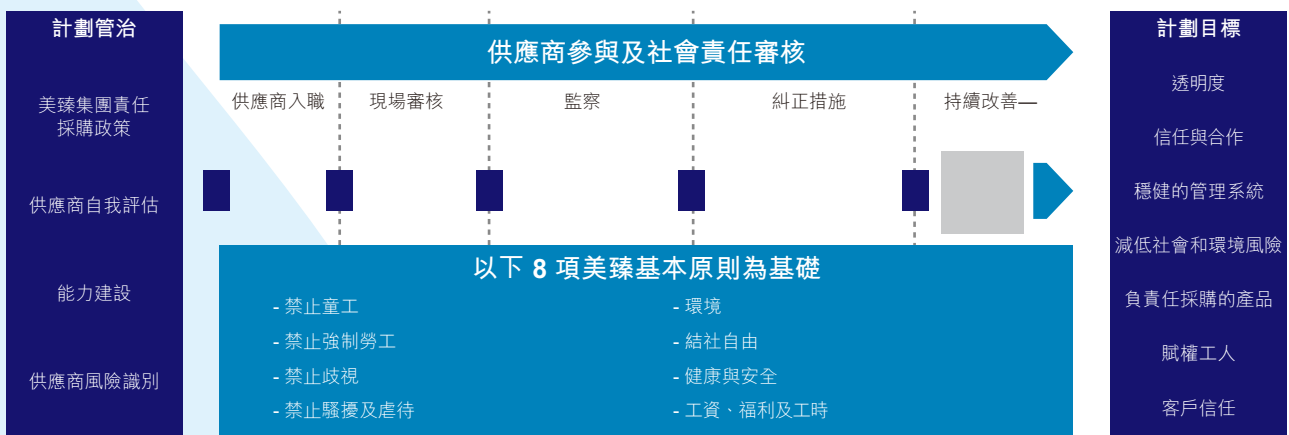 計劃管治
美臻集團責任
採購政策
供應商自我評估
能力建設
供應商風險識別
供應商參與及社會責任審核
供應商入職
現場審核
監察
糾正措施
持續改善—
以下 8 項美臻基本原則為基礎
- 禁止童工
- 禁止強制勞工
- 禁止歧視
- 禁止騷擾及虐待
- 環境
- 結社自由
- 健康與安全
- 工資、福利及工時
計劃目標
透明度
信任與合作
穩健的管理系統
減低社會和環境風險
負責任採購的產品
賦權工人
客戶信任